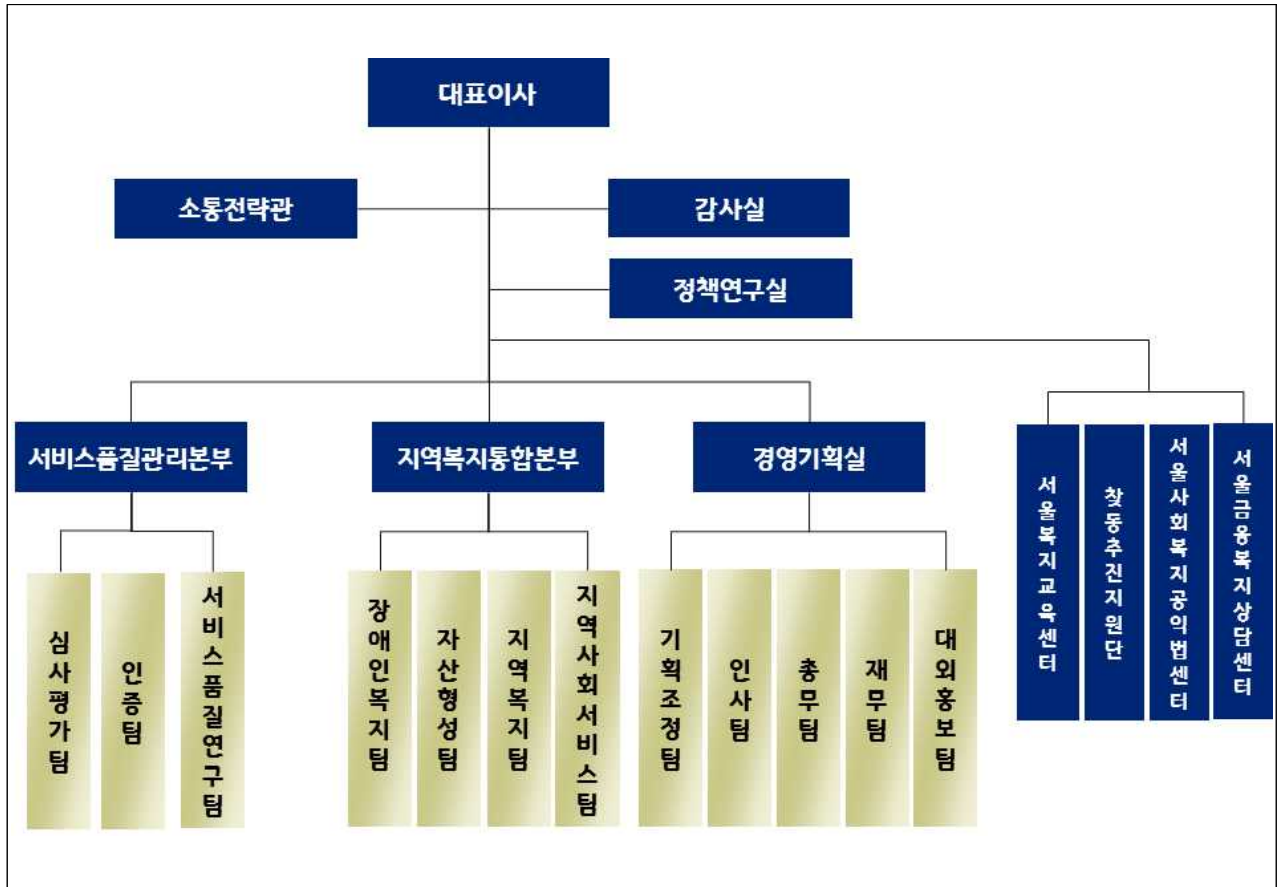 대표이사
소통전략관
감사실
정책연구실
서비스품질관리본부
지역복지통합본부
경영기획실
서울복지교육센터
찾동추진지원단
서울사회복지공익법센터
서울금융복지상담센터
심사평가팀
인증팀
서비스품질연구팀
장애인복지팀
자산형성팀
지역복지팀
지역사회서비스팀
기획조정팀
인사팀
총무팀
재무팀
대외홍보팀